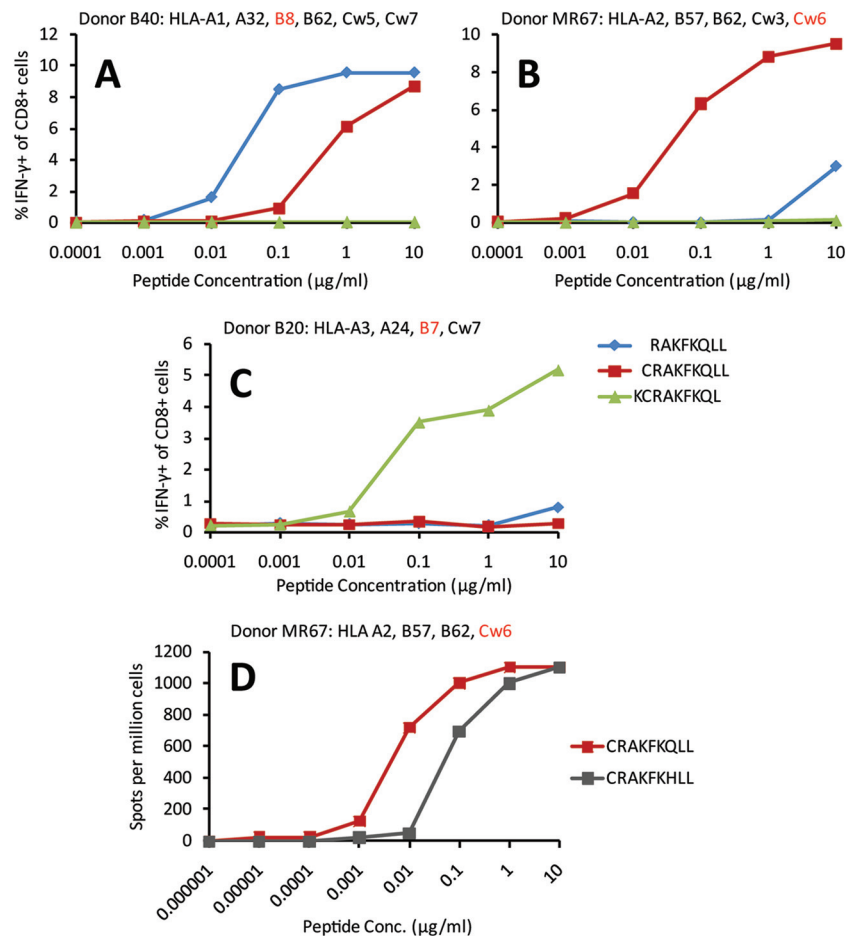 Donor B40: HLA-A1, A32, B8, B62, Cw5, Cw7
A
% IFN-γ+ of CD8+ cells
12
10
8
6
4
2
0
0.0001 0.001 0.01 0.1 1 10
Peptide Concentration (µg/ml)
Donor MR67: HLA-A2, B57, B62, Cw3, Cw6
B
10
8
6
4
2
0
0.0001 0.001 0.01 0.1 1 10
Peptide Concentration (µg/ml)
Donor B20: HLA-A3, A24, B7, Cw7
C
% IFN-γ+ of CD8+ cells
6
5
4
3
2
1
0
0.0001 0.001 0.01 0.1 1 10
Peptide Concentration (µg/ml)
RAKFKQLL
CRAKFKQLL
KCRAKFKQL
Donor MR67: HLA A2, B57, B62, Cw6
D
Spots per million cells
1200
1000
800
600
400
200
0
0.000001 0.00001 0.0001 0.001 0.01 0.1 1 10
Peptide Conc. (µg/ml)
CRAKFKQLL
CRAKFKHLL